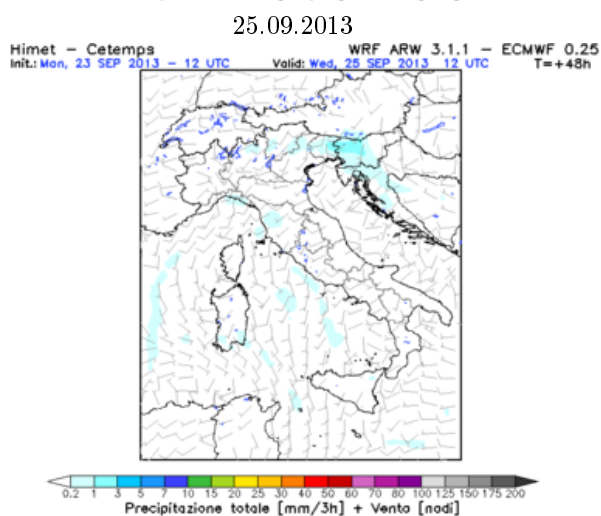 25.09.2013
Himet – Cetemps WRF ARW 3.1.1 – ECMWF 0.25
Init.: Mon, 23 SEP 2013 – 12 UTC Valid: Wed, 25 SEP 2013 12 UTC T=+48h
0.2 1 3 5 7 10 15 20 25 30 40 50 60 70 80 100 125 150 175 200
Precipitazione totale [mm/3h] + Vento [nodi]